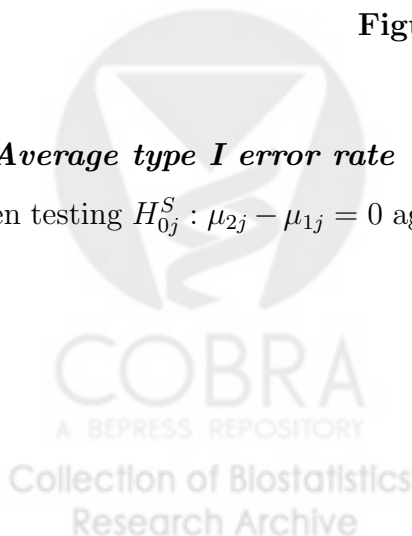 Figu
Average type I error rate
en testing $H_{0j}^S : \mu_{2j} - \mu_{1j} = 0$ ag
COBRA
A BEPRESS REPOSITORY
Collection of Biostatistics
Research Archive